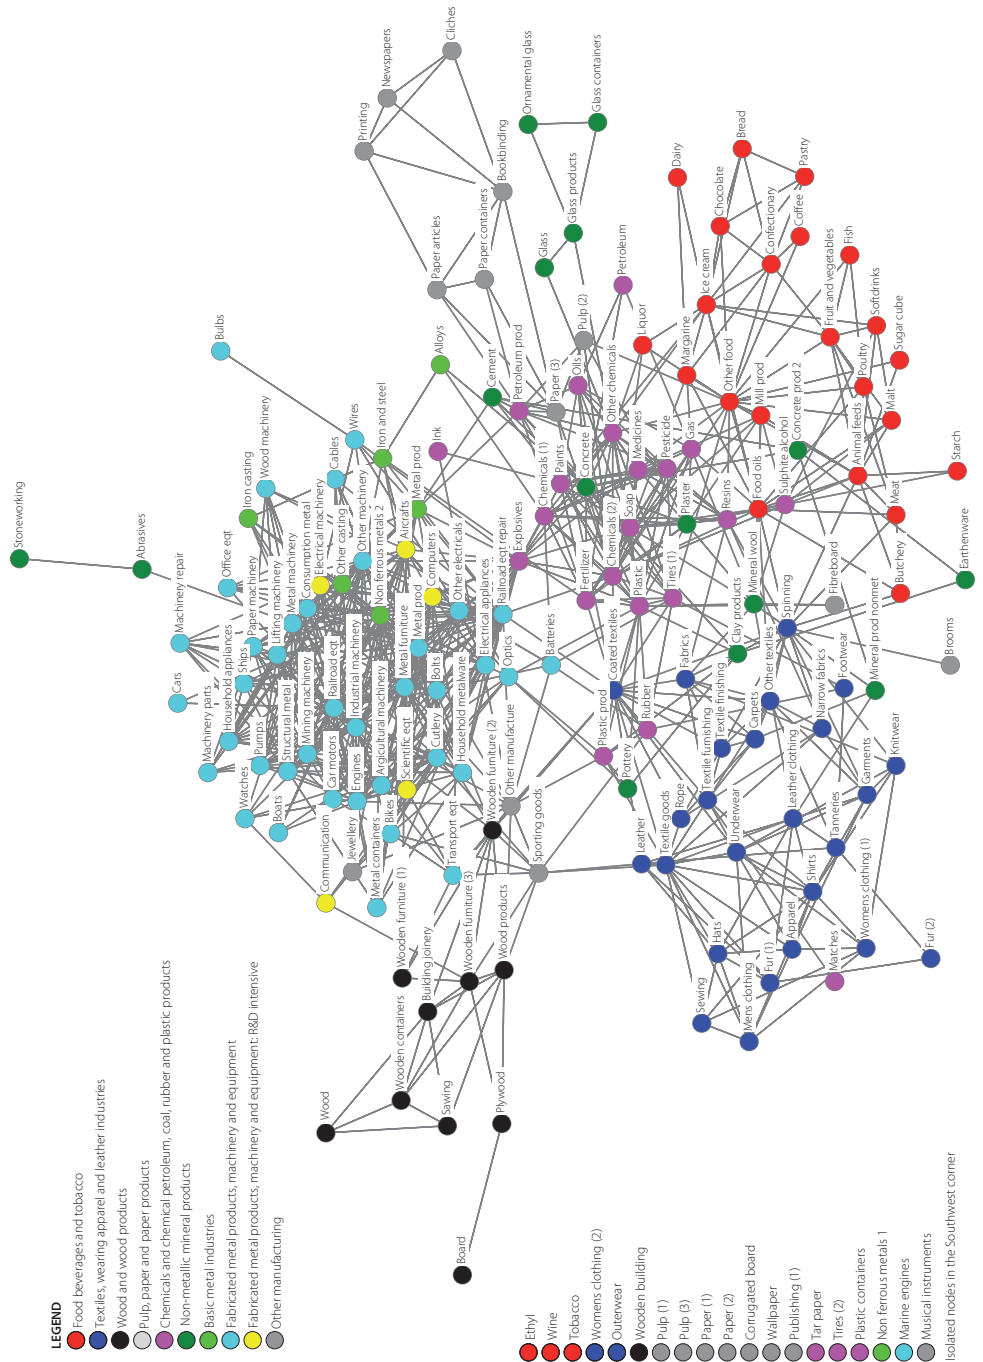 Stoneworking
Abrasives
Machinery repair
Cars
Machinery parts
Bulbs
Iron casting
Wood machinery
Office eqt
Paper machinery
Lifting machinery
Metal machinery
Consumption metal
Electrical machinery
Other casting
Other machinery
Cables
Wires
Non ferrous metals 2
Iron and steel
Aircrafts
Metal prod
Alloys
Ink
Computers
Other electricals
Electrical appliances
Railroad eqt repair
Explosives
Household appliances
Ships
Pumps
Structural metal
Mining machinery
Railroad eqt
Industrial machinery
Metal furniture
Metal prod
Bolts
Optics
Batteries
Watches
Boats
Car motors
Engines
Argicultural machinery
Scientific eqt
Cutlery
Household metalware
Communication
Jewellery
Metal containers
Bikes
Transport eqt
Wooden furniture (2)
Other manufacture
Sporting goods
Wooden furniture (1)
Building joinery
Wooden furniture (3)
Wood products
Wooden containers
Wood
Sawing
Plywood
Board
Cliches
Newspapers
Printing
Bookbinding
Paper articles
Paper containers
Ornamental glass
Glass containers
Glass products
Glass
Petroleum
Pulp (2)
Cement
Petroleum prod
Paper (3)
Oils
Other chemicals
Liquor
Margarine
Ice cream
Dairy
Chocolate
Bread
Pastry
Confectionary
Coffee
Fish
Fruit and vegetables
Softdrinks
Sugar cube
Poultry
Malt
Other food
Mill prod
Concrete prod 2
Animal feeds
Starch
Meat
Butchery
Earthenware
Chemicals (1)
Paints
Concrete
Medicines
Pesticide
Gas
Soap
Plaster
Resins
Food oils
Sulphite alcohol
Fertilizer
Chemicals (2)
Plastic
Tires (1)
Clay products
Mineral wool
Spinning
Fibreboard
Brooms
Mineral prod nonmet
Coated textiles
Fabrics
Rubber
Plastic prod
Pottery
Textile finishing
Carpets
Other textiles
Narrow fabrics
Footwear
Knitwear
Textile furnishing
Rope
Leather clothing
Garments
Leather
Textile goods
Underwear
Tanneries
Shirts
Womens clothing (1)
Hats
Apparel
Matches
Fur (1)
Fur (2)
Sewing
Mens clothing
LEGEND
Food beverages and tobacco
Textiles, wearing apparel and leather industries
Wood and wood products
Pulp, paper and paper products
Chemicals and chemical petroleum, coal, rubber and plastic products
Non-metallic mineral products
Basic metal industries
Fabricated metal products, machinery and equipment
Fabricated metal products, machinery and equipment: R&D intensive
Other manufacturing
Ethyl
Wine
Tobacco
Womens clothing (2)
Outerwear
Wooden building
Pulp (1)
Pulp (3)
Paper (1)
Paper (2)
Corrugated board
Wallpaper
Publishing (1)
Tar paper
Tires (2)
Plastic containers
Non ferrous metals 1
Marine engines
Musical instruments
Isolated nodes in the Southwest corner